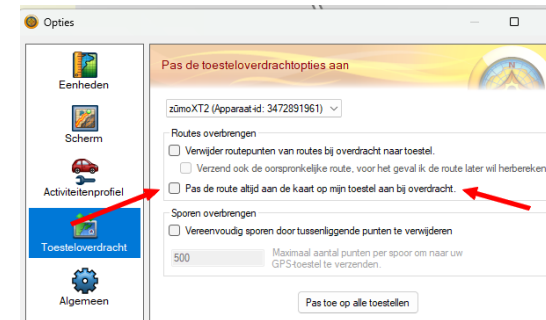 Opties
Pas de toesteloverdrachtopties aan
Eenheden
zūmoXT2 (Apparaat-id: 3472891961)
Routes overbrengen
Scherm
Verwijder routepunten van routes bij overdracht naar toestel.
Verzend ook de oorspronkelijke route, voor het geval ik de route later wil herbereken
Activiteitenprofiel
Pas de route altijd aan de kaart op mijn toestel aan bij overdracht.
Sporen overbrengen
Vereenvoudig sporen door tussenliggende punten te verwijderen
Toesteloverdracht
500
Maximaal aantal punten per spoor om naar uw
GPS-toestel te verzenden.
Algemeen
Pas toe op alle toestellen